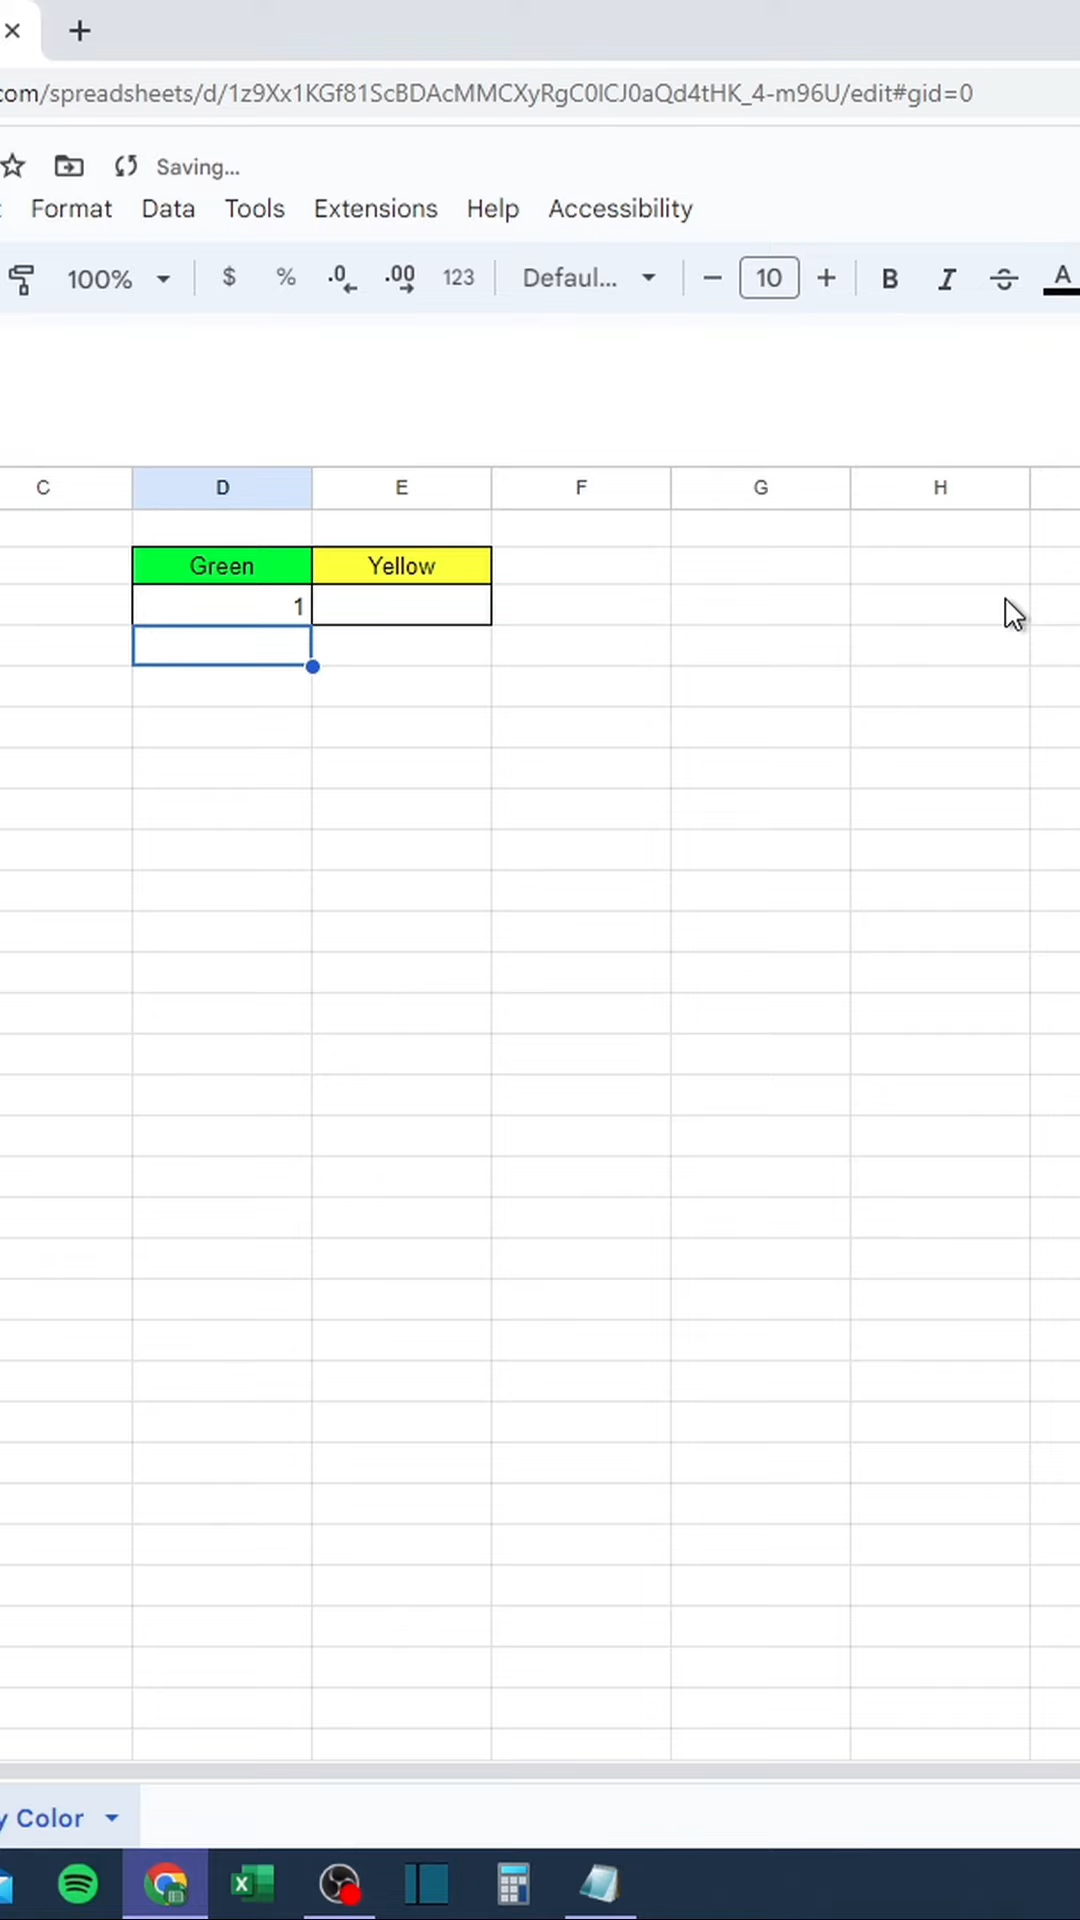 com/spreadsheets/d/1z9Xx1KGf81ScBDAcMMCXyRgC0ICJ0aQd4tHK_4-m96U/edit#gid=0
Saving...
Format Data Tools Extensions Help Accessibility
100% $ % .0 .00 123 Defaul... − 10 + B I A
C D E F G H
Green Yellow
1
y Color